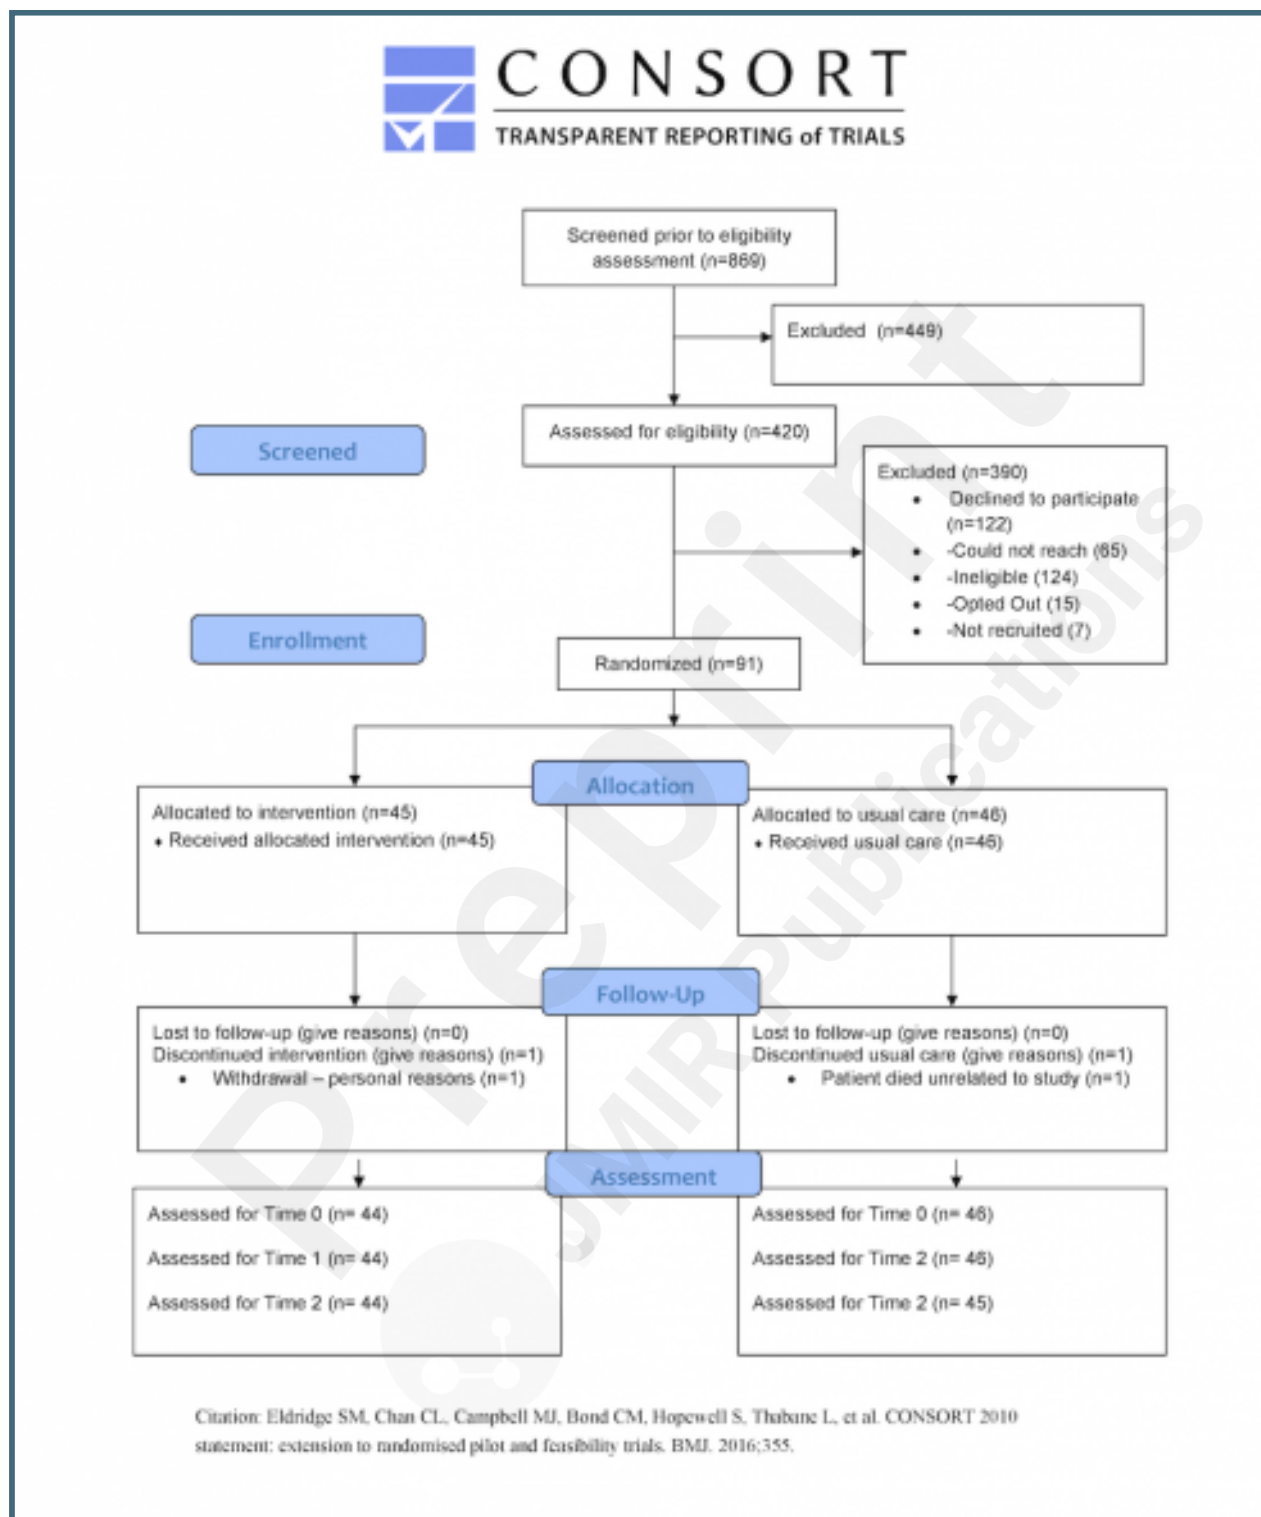 CONSORT
TRANSPARENT REPORTING of TRIALS
Screened prior to eligibility
assessment (n=869)
Excluded (n=449)
Assessed for eligibility (n=420)
Screened
Excluded (n=390)
• Declined to participate
(n=122)
• -Could not reach (65)
• -Ineligible (124)
• -Opted Out (15)
• -Not recruited (7)
Enrollment
Randomized (n=91)
Allocation
Allocated to intervention (n=45)
• Received allocated intervention (n=45)
Allocated to usual care (n=46)
• Received usual care (n=46)
Follow-Up
Lost to follow-up (give reasons) (n=0)
Discontinued intervention (give reasons) (n=1)
• Withdrawal – personal reasons (n=1)
Lost to follow-up (give reasons) (n=0)
Discontinued usual care (give reasons) (n=1)
• Patient died unrelated to study (n=1)
Assessment
Assessed for Time 0 (n= 44)
Assessed for Time 1 (n= 44)
Assessed for Time 2 (n= 44)
Assessed for Time 0 (n= 46)
Assessed for Time 2 (n= 46)
Assessed for Time 2 (n= 45)
Citation: Eldridge SM, Chan CL, Campbell MJ, Bond CM, Hopewell S, Thabane L, et al. CONSORT 2010
statement: extension to randomised pilot and feasibility trials. BMJ. 2016;355.
Preprint
JMIR Publications